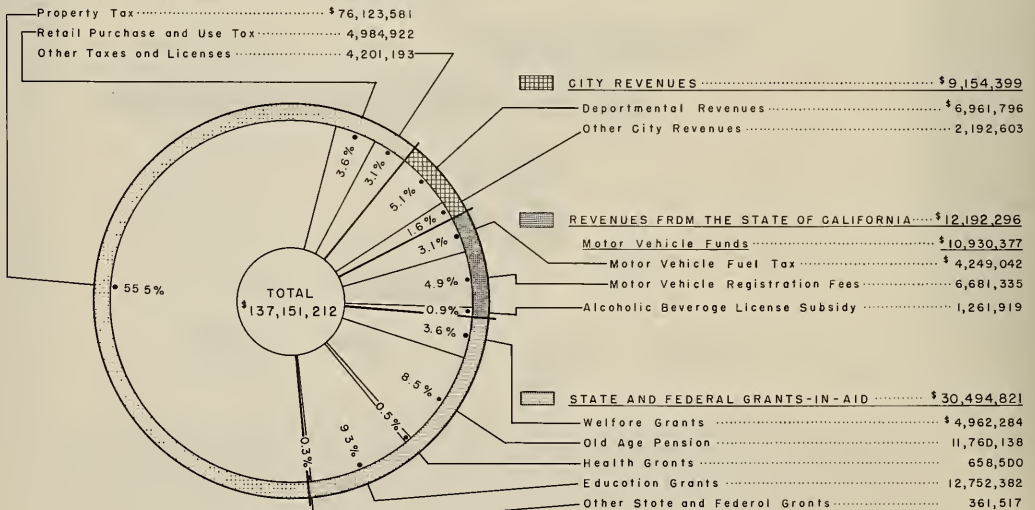 Property Tax $76,123,581
Retail Purchase and Use Tox 4,984,922
Other Taxes ond Licenses 4,201,193
CITY REVENUES $9,154,399
Deportmental Revenues $6,961,796
Other City Revenues 2,192,603
REVENUES FROM THE STATE OF CALIFORNIA $12,192,296
Motor Vehicle Funds $10,930,377
Motor Vehicle Fuel Tax $4,249,042
Motor Vehicle Registration Fees 6,681,335
Alcoholic Beveroge License Subsidy 1,261,919
STATE AND FEDERAL GRANTS-IN-AID $30,494,821
Welfore Grants $4,962,284
Old Age Pension 11,760,138
Health Grants 658,500
Education Grants 12,752,382
Other State and Federal Gronts 361,517
3.6%
3.1%
5.1%
1.6%
3.1%
4.9%
0.9%
3.6%
8.5%
0.5%
9.3%
0.3%
55.5%
TOTAL
$137,151,212